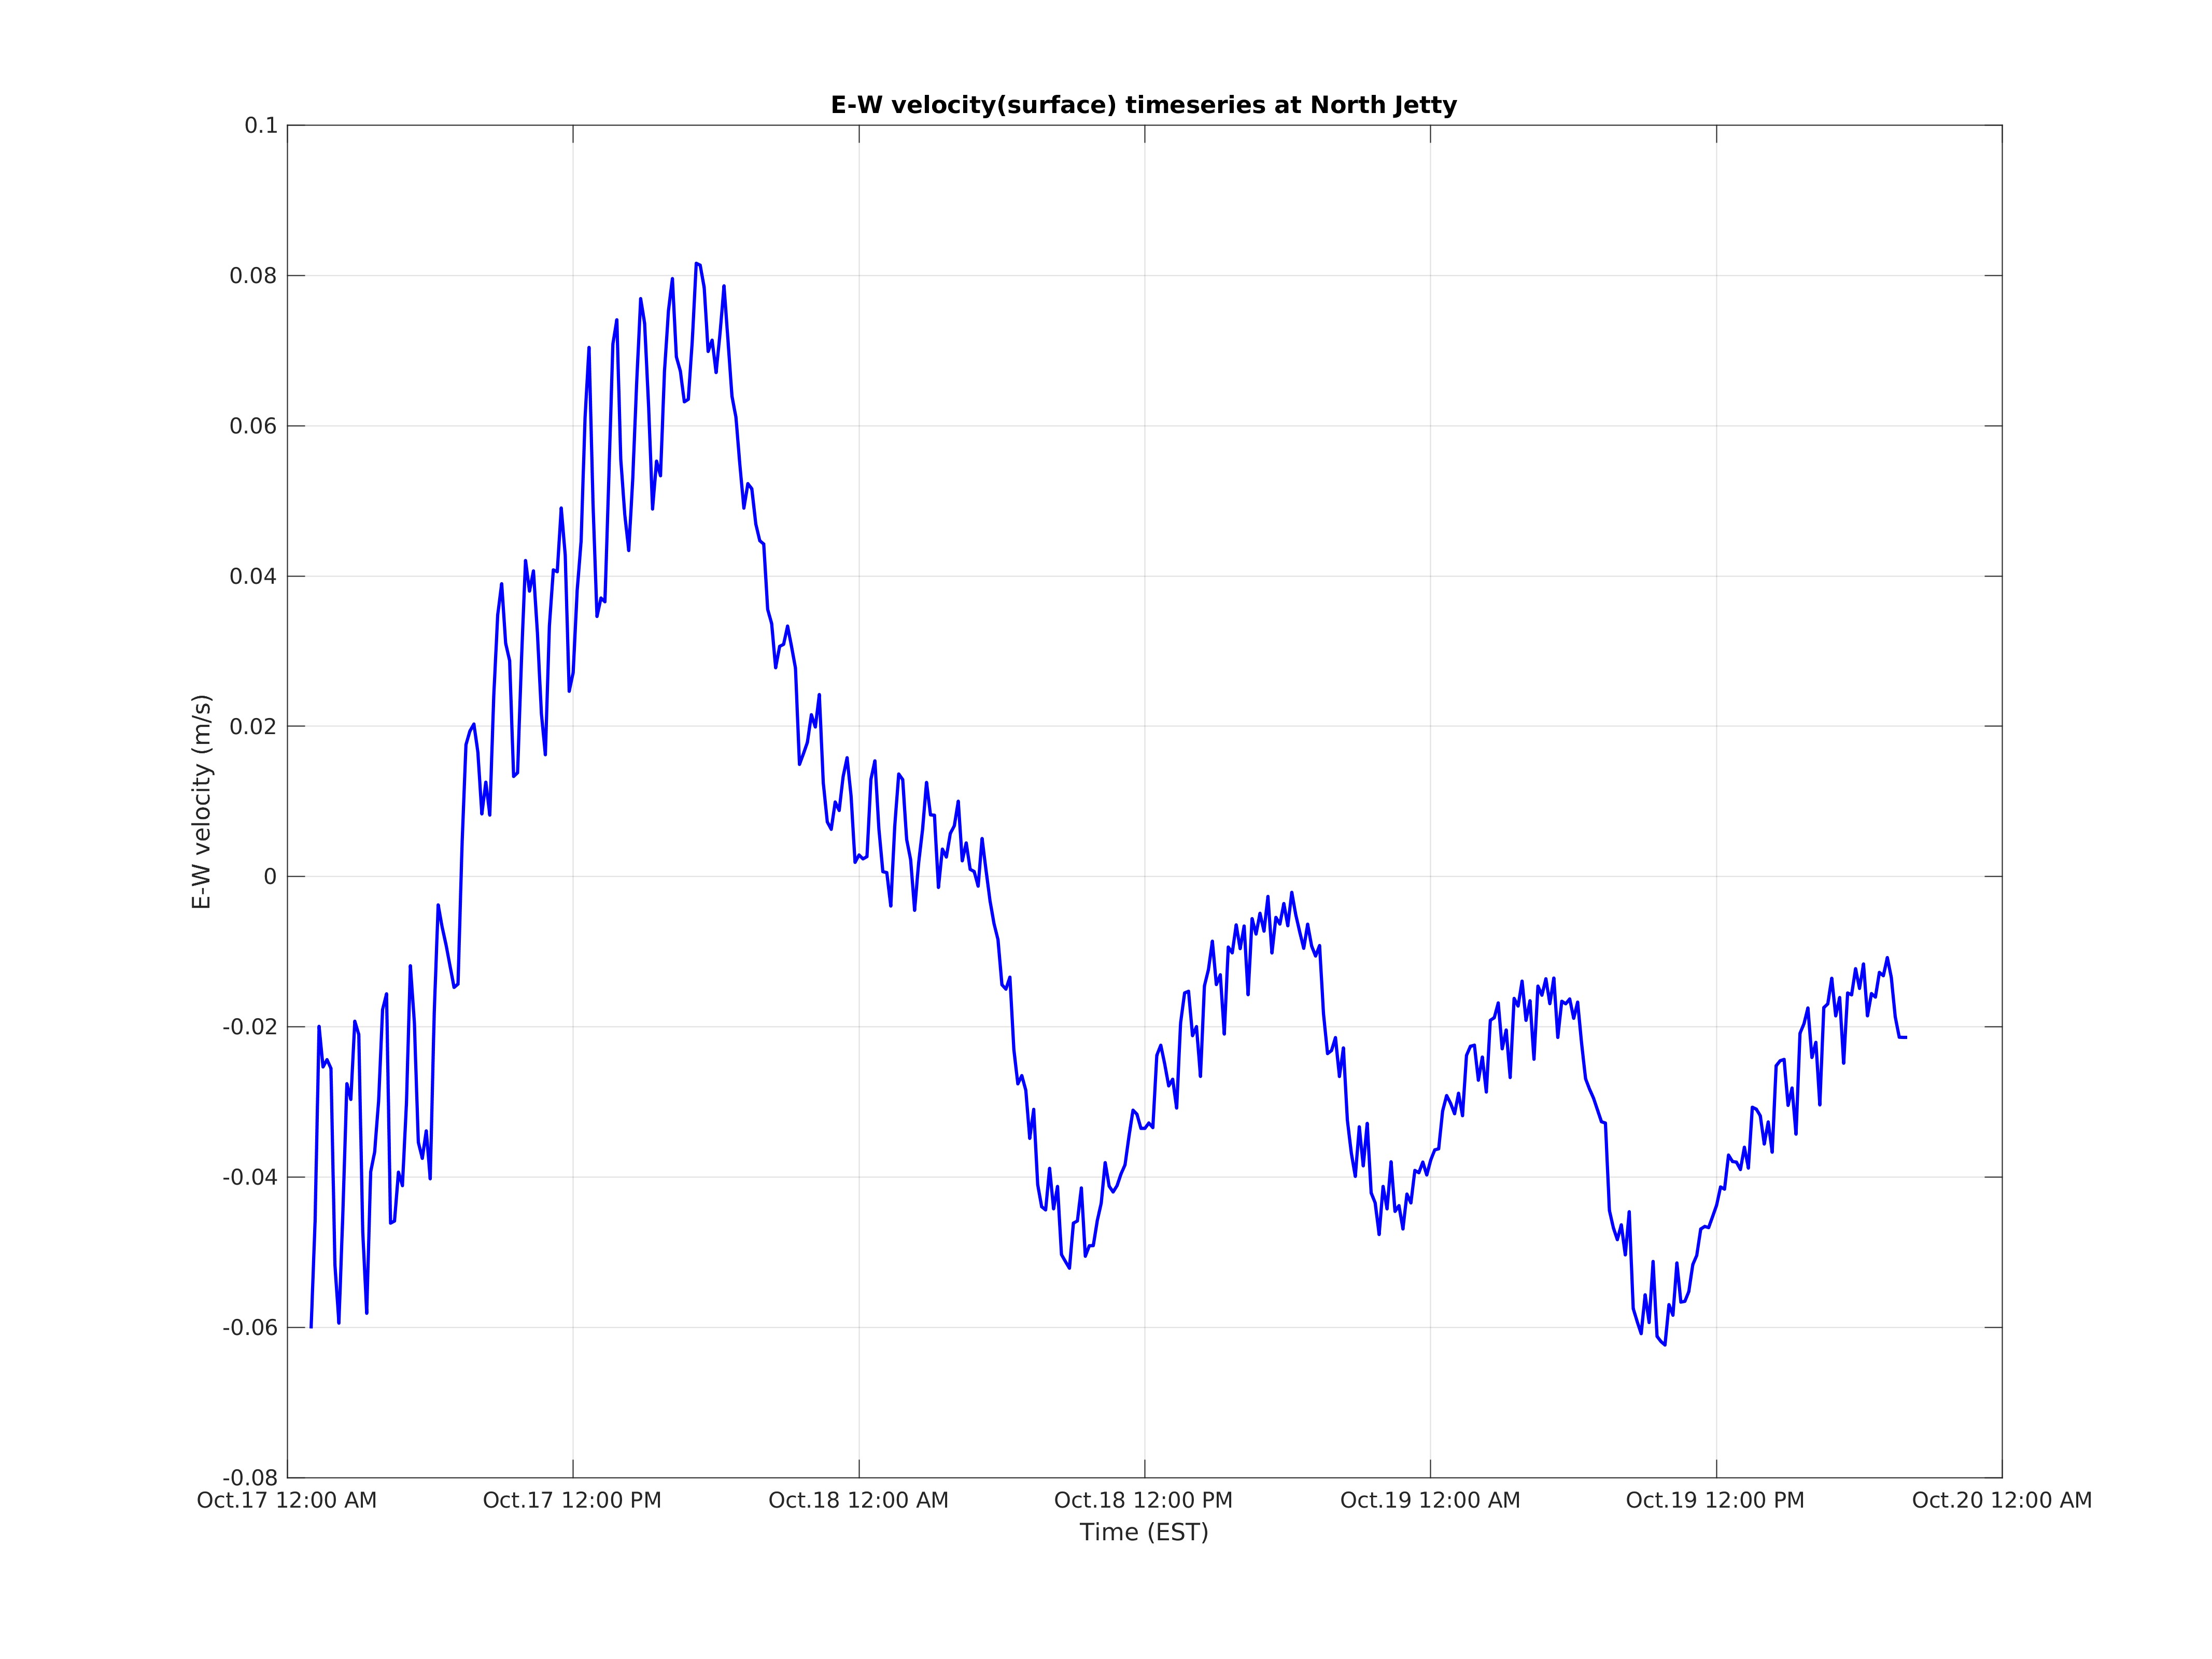 E-W velocity(surface) timeseries at North Jetty
0.1
0.08
0.06
0.04
0.02
0
-0.02
-0.04
-0.06
-0.08
E-W velocity (m/s)
Oct.17 12:00 AM Oct.17 12:00 PM Oct.18 12:00 AM Oct.18 12:00 PM Oct.19 12:00 AM Oct.19 12:00 PM Oct.20 12:00 AM
Time (EST)